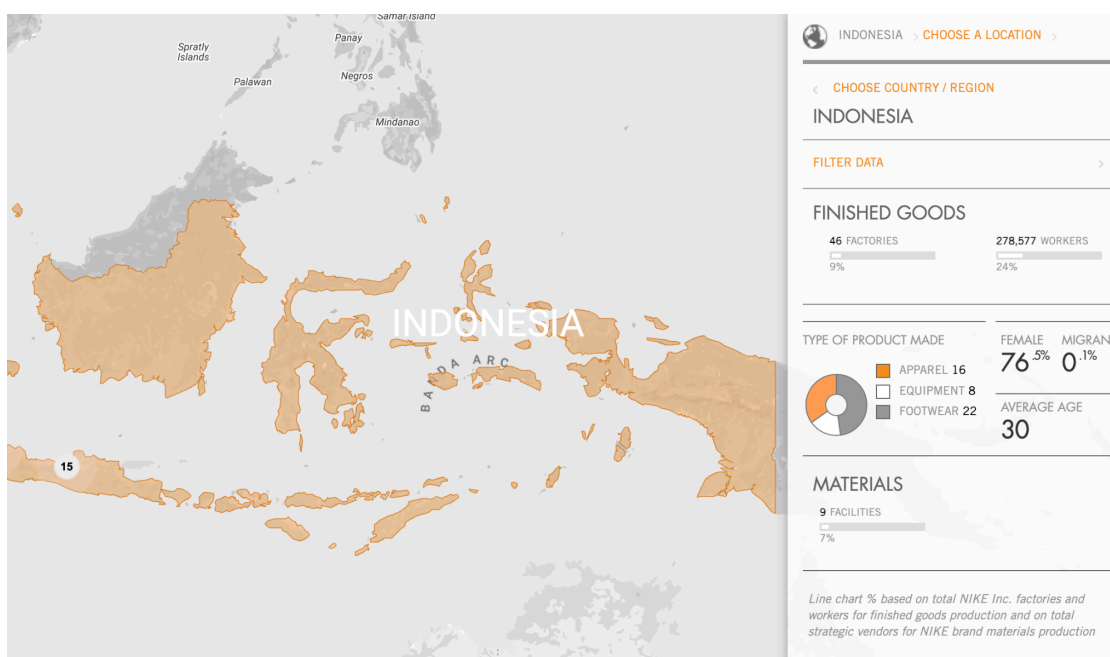 Samar Island
Panay
Spratly
Islands
Palawan
Negros
Mindanao
INDONESIA
BANDA ARC
15
INDONESIA > CHOOSE A LOCATION >
< CHOOSE COUNTRY / REGION
INDONESIA
FILTER DATA >
FINISHED GOODS
46 FACTORIES 278,577 WORKERS
9% 24%
TYPE OF PRODUCT MADE FEMALE MIGRAN
76.5% 0.1%
APPAREL 16
EQUIPMENT 8
FOOTWEAR 22
AVERAGE AGE
30
MATERIALS
9 FACILITIES
7%
Line chart % based on total NIKE Inc. factories and
workers for finished goods production and on total
strategic vendors for NIKE brand materials production